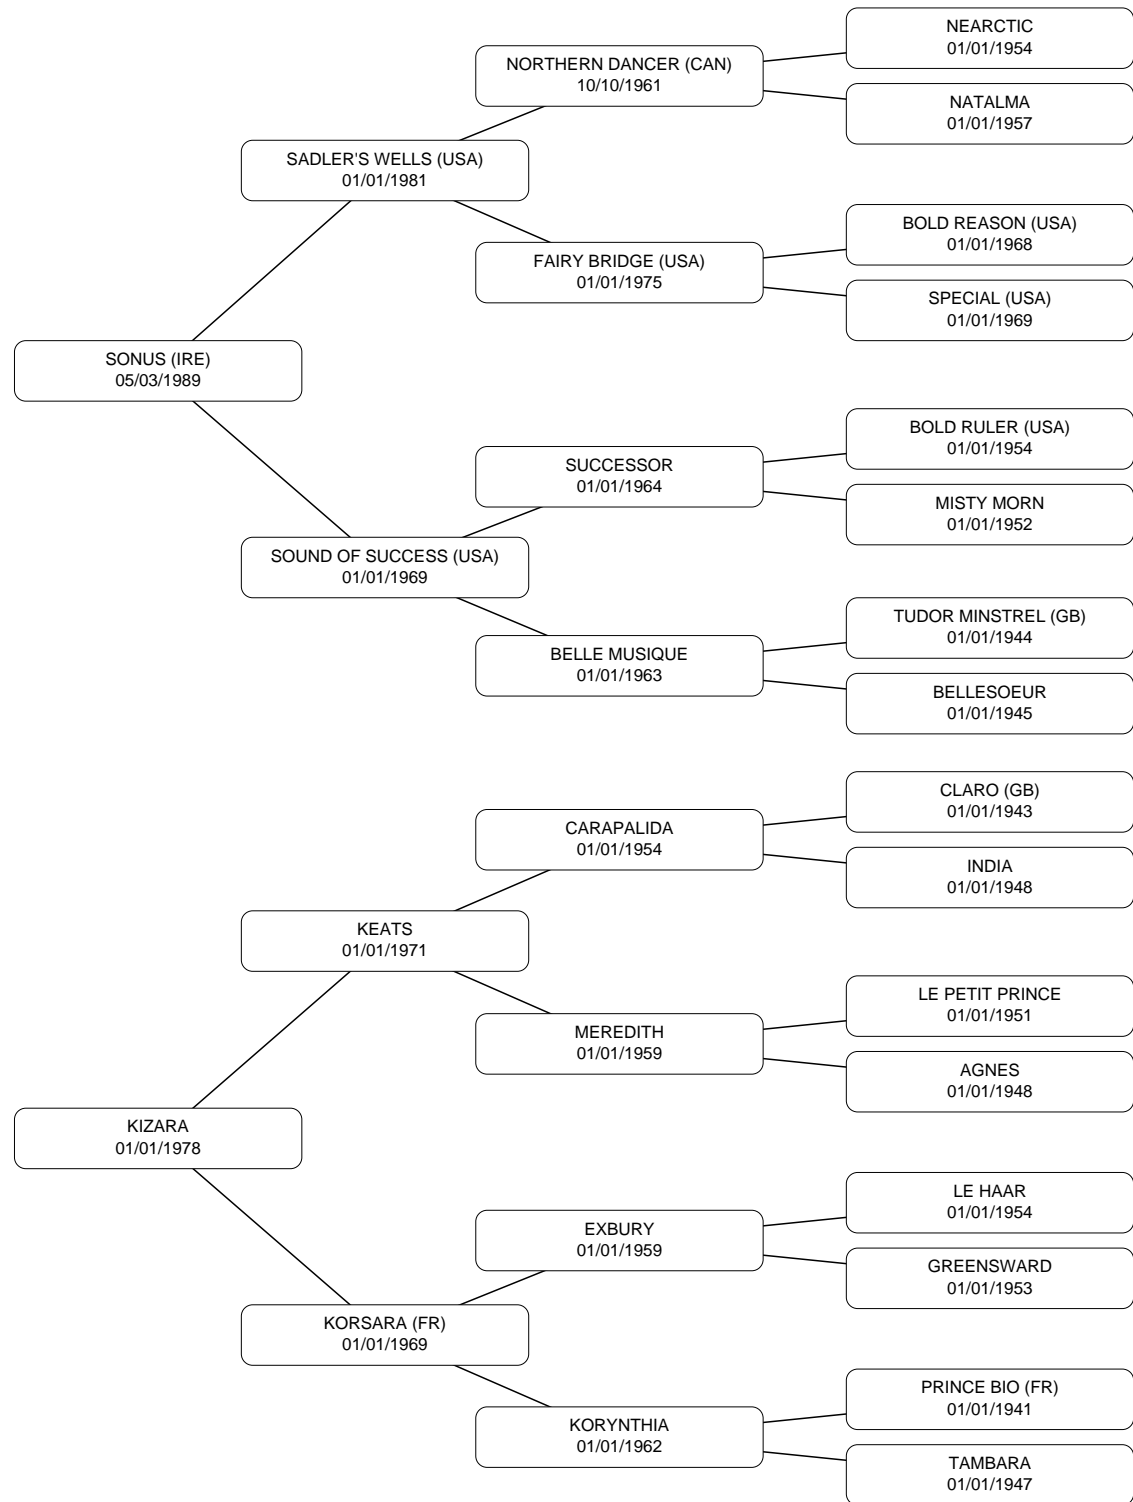 NEARCTIC
01/01/1954
NORTHERN DANCER (CAN)
10/10/1961
NATALMA
01/01/1957
SADLER'S WELLS (USA)
01/01/1981
BOLD REASON (USA)
01/01/1968
FAIRY BRIDGE (USA)
01/01/1975
SPECIAL (USA)
01/01/1969
SONUS (IRE)
05/03/1989
BOLD RULER (USA)
01/01/1954
SUCCESSOR
01/01/1964
MISTY MORN
01/01/1952
SOUND OF SUCCESS (USA)
01/01/1969
TUDOR MINSTREL (GB)
01/01/1944
BELLE MUSIQUE
01/01/1963
BELLESOEUR
01/01/1945
CLARO (GB)
01/01/1943
CARAPALIDA
01/01/1954
INDIA
01/01/1948
KEATS
01/01/1971
LE PETIT PRINCE
01/01/1951
MEREDITH
01/01/1959
AGNES
01/01/1948
KIZARA
01/01/1978
LE HAAR
01/01/1954
EXBURY
01/01/1959
GREENSWARD
01/01/1953
KORSARA (FR)
01/01/1969
PRINCE BIO (FR)
01/01/1941
KORYNTHIA
01/01/1962
TAMBARA
01/01/1947